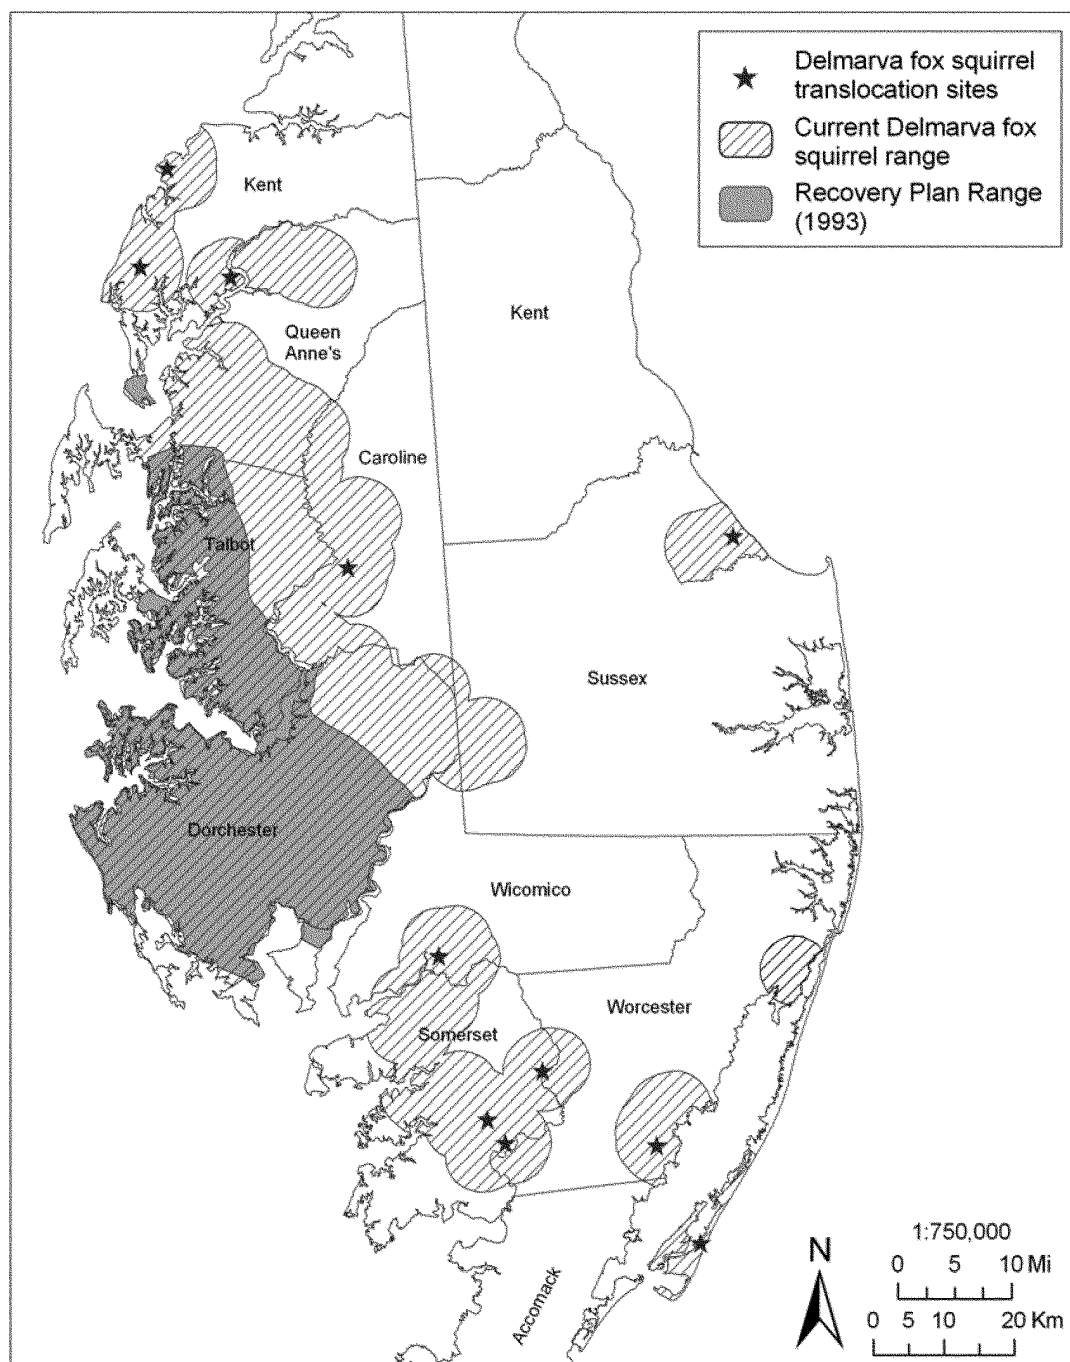 Delmarva fox squirrel
translocation sites
Current Delmarva fox
squirrel range
Recovery Plan Range
(1993)
Kent
Kent
Queen
Anne's
Caroline
Talbot
Sussex
Dorchester
Wicomico
Worcester
Somerset
Accomack
N
1:750,000
0 5 10 Mi
0 5 10 20 Km